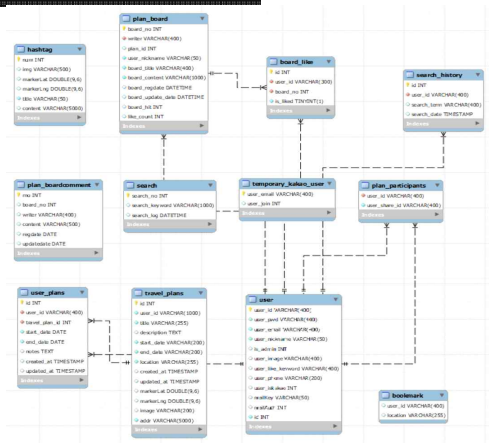 plan_board
board_no INT
writer VARCHAR(400)
plan_id INT
user_nickname VARCHAR(50)
board_title VARCHAR(400)
board_content VARCHAR(1000)
board_regdate DATETIME
board_update_date DATETIME
board_hit INT
like_count INT
Indexes
hashtag
num INT
long VARCHAR(500)
markerLat DOUBLE(9,6)
markerLng DOUBLE(9,6)
title VARCHAR(50)
content VARCHAR(5000)
Indexes
board_like
id INT
user_id VARCHAR(200)
board_no INT
is_liked TINYINT(1)
Indexes
search_history
id INT
user_id VARCHAR(400)
search_term VARCHAR(400)
search_date TIMESTAMP
Indexes
plan_boardcomment
no INT
board_no INT
writer VARCHAR(400)
content VARCHAR(500)
regdate DATE
updatedate DATE
Indexes
search
search_no INT
search_keyword VARCHAR(1000)
search_log DATETIME
Indexes
temporary_kakao_user
user_email VARCHAR(400)
user_join INT
Indexes
plan_participants
user_id VARCHAR(400)
user_share_id VARCHAR(400)
Indexes
user_plans
id INT
user_id VARCHAR(400)
travel_plan_id INT
start_date DATE
end_date DATE
notes TEXT
created_at TIMESTAMP
updated_at TIMESTAMP
Indexes
travel_plans
id INT
user_id VARCHAR(1000)
title VARCHAR(255)
description TEXT
start_date VARCHAR(200)
end_date VARCHAR(200)
location VARCHAR(255)
created_at TIMESTAMP
updated_at TIMESTAMP
markerLat DOUBLE(9,6)
markerLng DOUBLE(9,6)
image VARCHAR(200)
addr VARCHAR(5000)
Indexes
user
user_id VARCHAR(400)
user_pwd VARCHAR(400)
user_email VARCHAR(400)
user_nickname VARCHAR(50)
is_admin INT
user_image VARCHAR(400)
user_like_keyword VARCHAR(400)
user_phone VARCHAR(200)
user_isKakao INT
mailKey VARCHAR(50)
mailAuth INT
id INT
Indexes
bookmark
user_id VARCHAR(400)
location VARCHAR(255)
Indexes